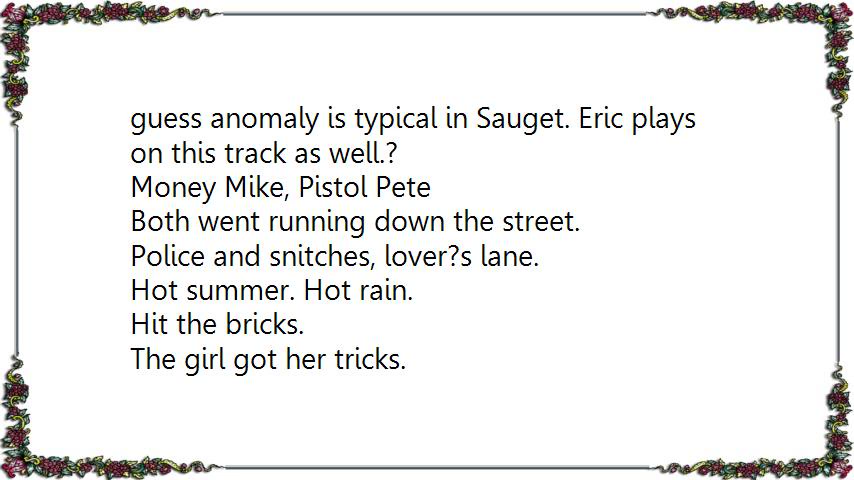 guess anomaly is typical in Sauget. Eric plays
on this track as well.?
Money Mike, Pistol Pete
Both went running down the street.
Police and snitches, lover?s lane.
Hot summer. Hot rain.
Hit the bricks.
The girl got her tricks.